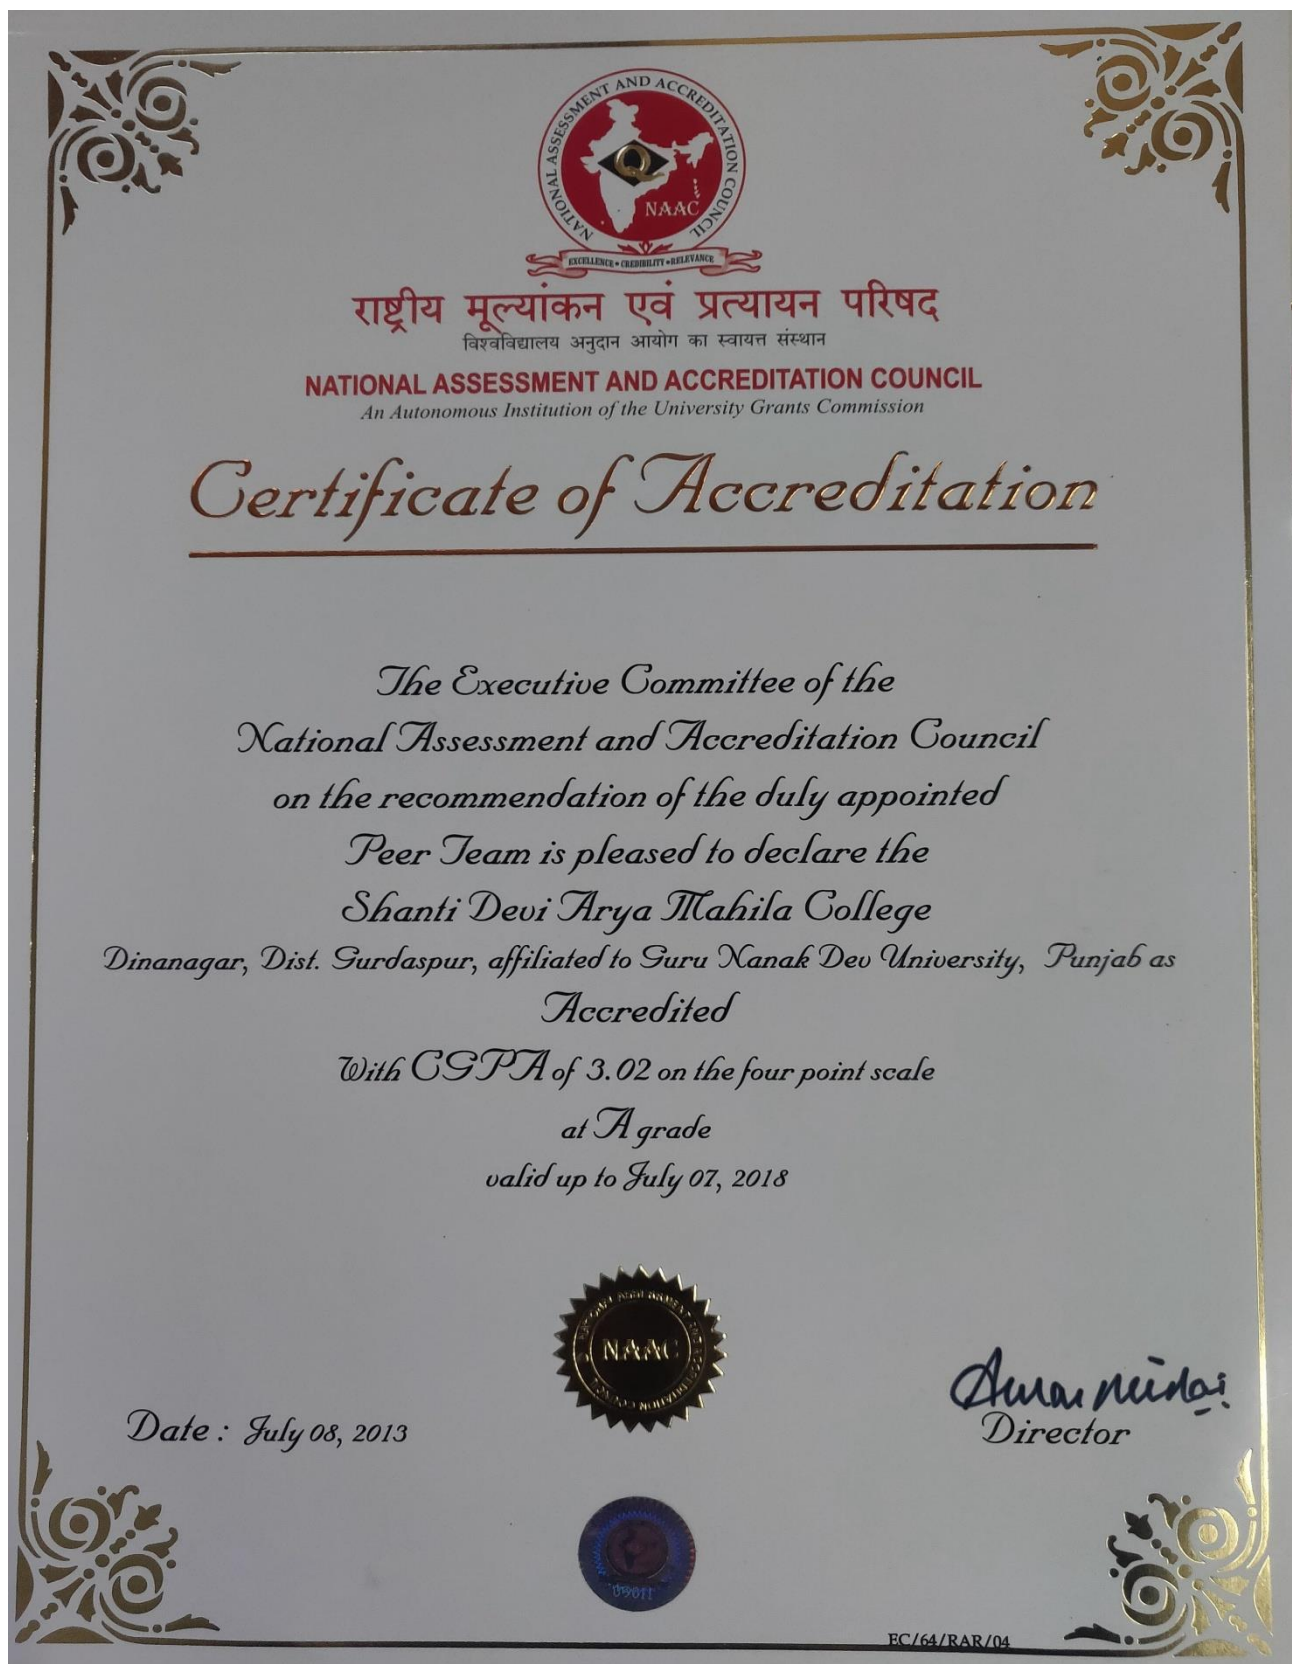 NATIONAL ASSESSMENT AND ACCREDITATION COUNCIL
Q
NAAC
EXCELLENCE • CREDIBILITY • RELEVANCE
राष्ट्रीय मूल्यांकन एवं प्रत्यायन परिषद
विश्वविद्यालय अनुदान आयोग का स्वायत्त संस्थान
NATIONAL ASSESSMENT AND ACCREDITATION COUNCIL
An Autonomous Institution of the University Grants Commission
Certificate of Accreditation
The Executive Committee of the
National Assessment and Accreditation Council
on the recommendation of the duly appointed
Peer Team is pleased to declare the
Shanti Devi Arya Mahila College
Dinanagar, Dist. Gurdaspur, affiliated to Guru Nanak Dev University, Punjab as
Accredited
With CGPA of 3.02 on the four point scale
at A grade
valid up to July 07, 2018
NAAC
Date : July 08, 2013
Director
EC/64/RAR/04